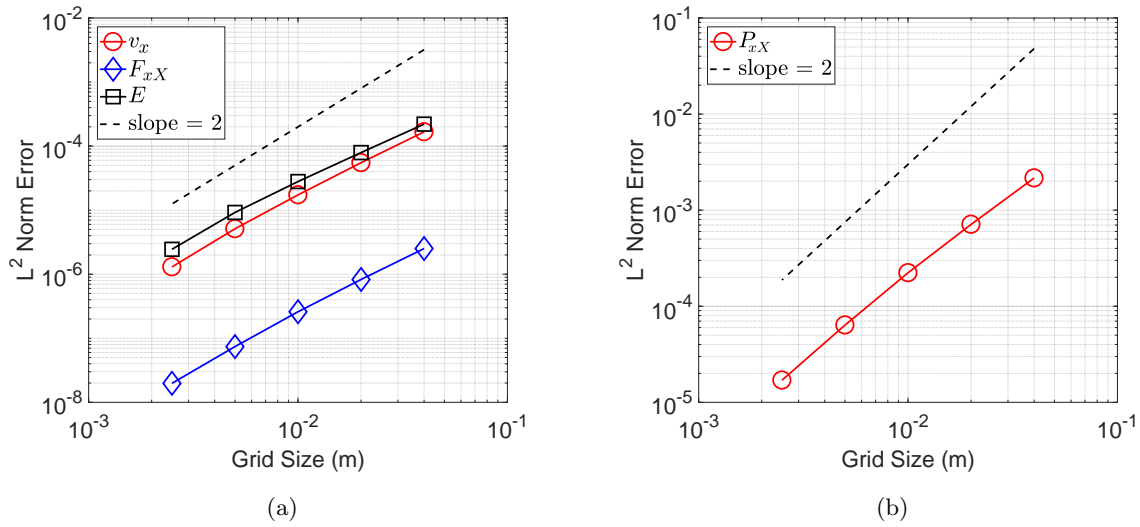 10^-2
10^-4
10^-6
10^-8
L^2 Norm Error
v_x
F_xX
E
slope = 2
10^-3
10^-2
10^-1
Grid Size (m)
(a)
10^-1
10^-2
10^-3
10^-4
10^-5
L^2 Norm Error
P_xX
slope = 2
10^-3
10^-2
10^-1
Grid Size (m)
(b)